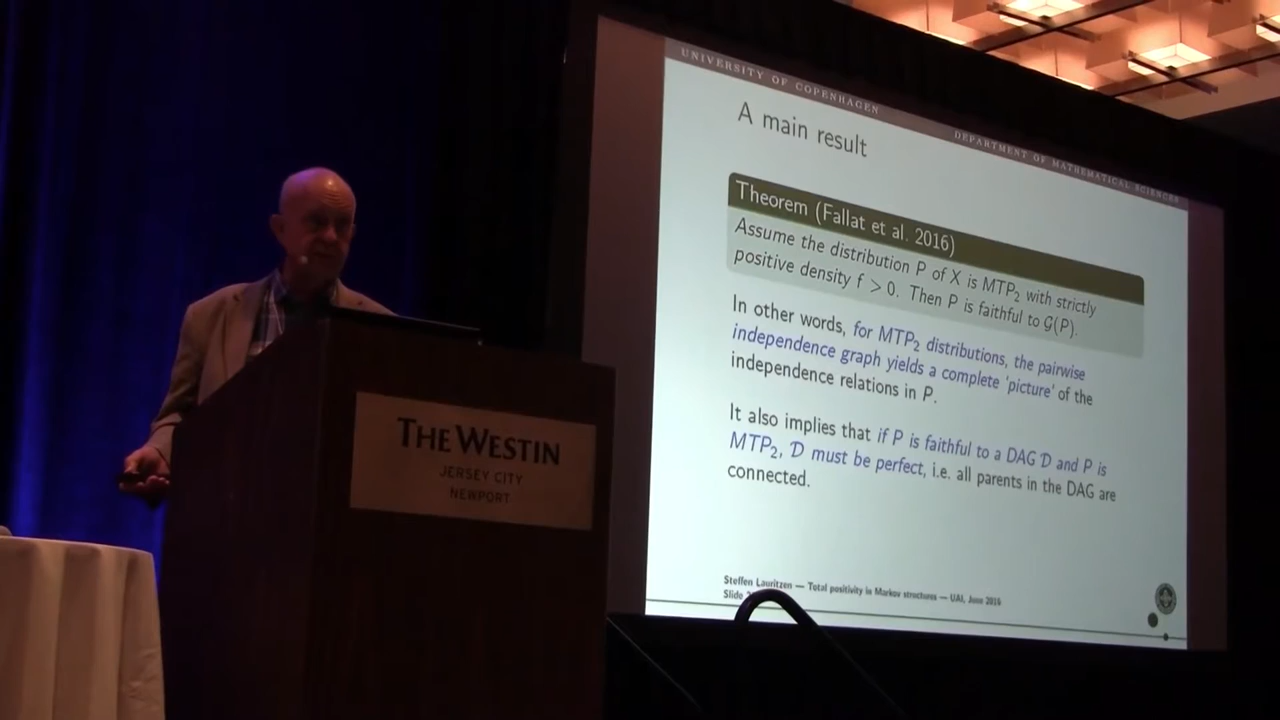 UNIVERSITY OF COPENHAGEN
DEPARTMENT OF MATHEMATICAL SCIENCES
A main result
Theorem (Fallat et al. 2016)
Assume the distribution P of X is MTP₂ with strictly
positive density f > 0. Then P is faithful to G(P).
In other words, for MTP₂ distributions, the pairwise
independence graph yields a complete 'picture' of the
independence relations in P.
It also implies that if P is faithful to a DAG D and P is
MTP₂, D must be perfect, i.e. all parents in the DAG are
connected.
Steffen Lauritzen — Total positivity in Markov structures — UAI, June 2016
Slide
THE WESTIN
JERSEY CITY
NEWPORT